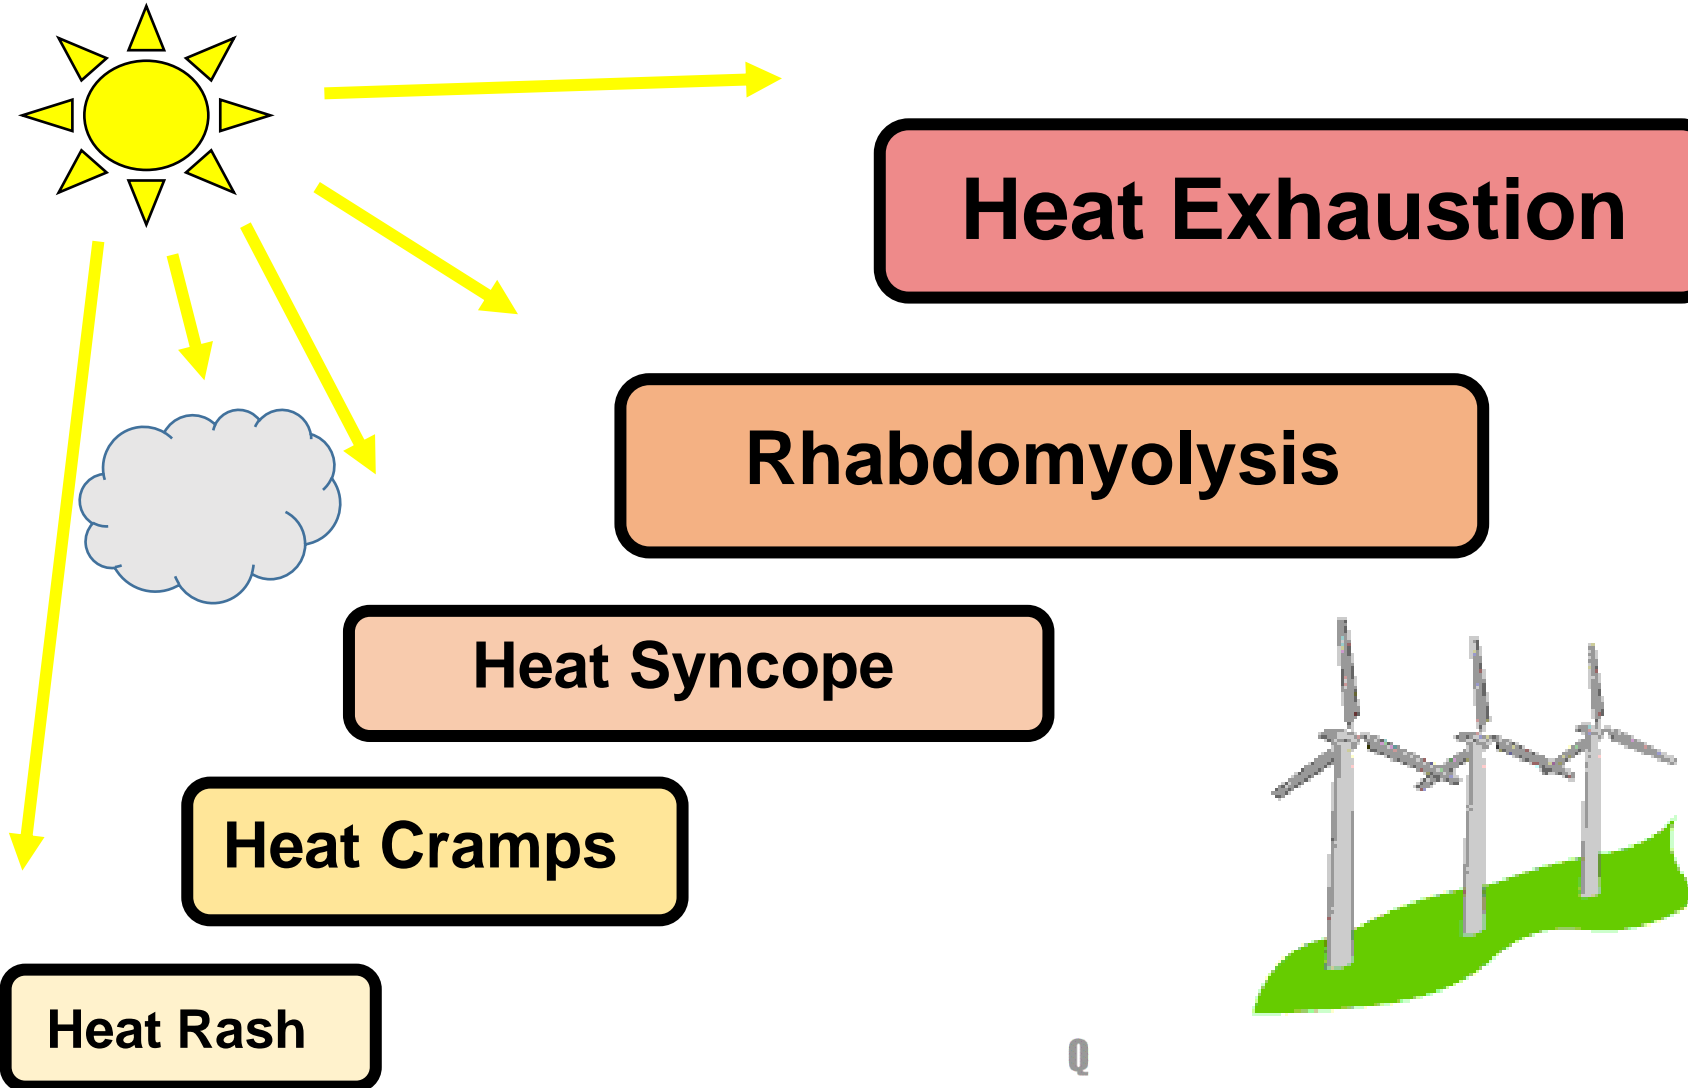 Heat Exhaustion
Rhabdomyolysis
Heat Syncope
Heat Cramps
Heat Rash
Q